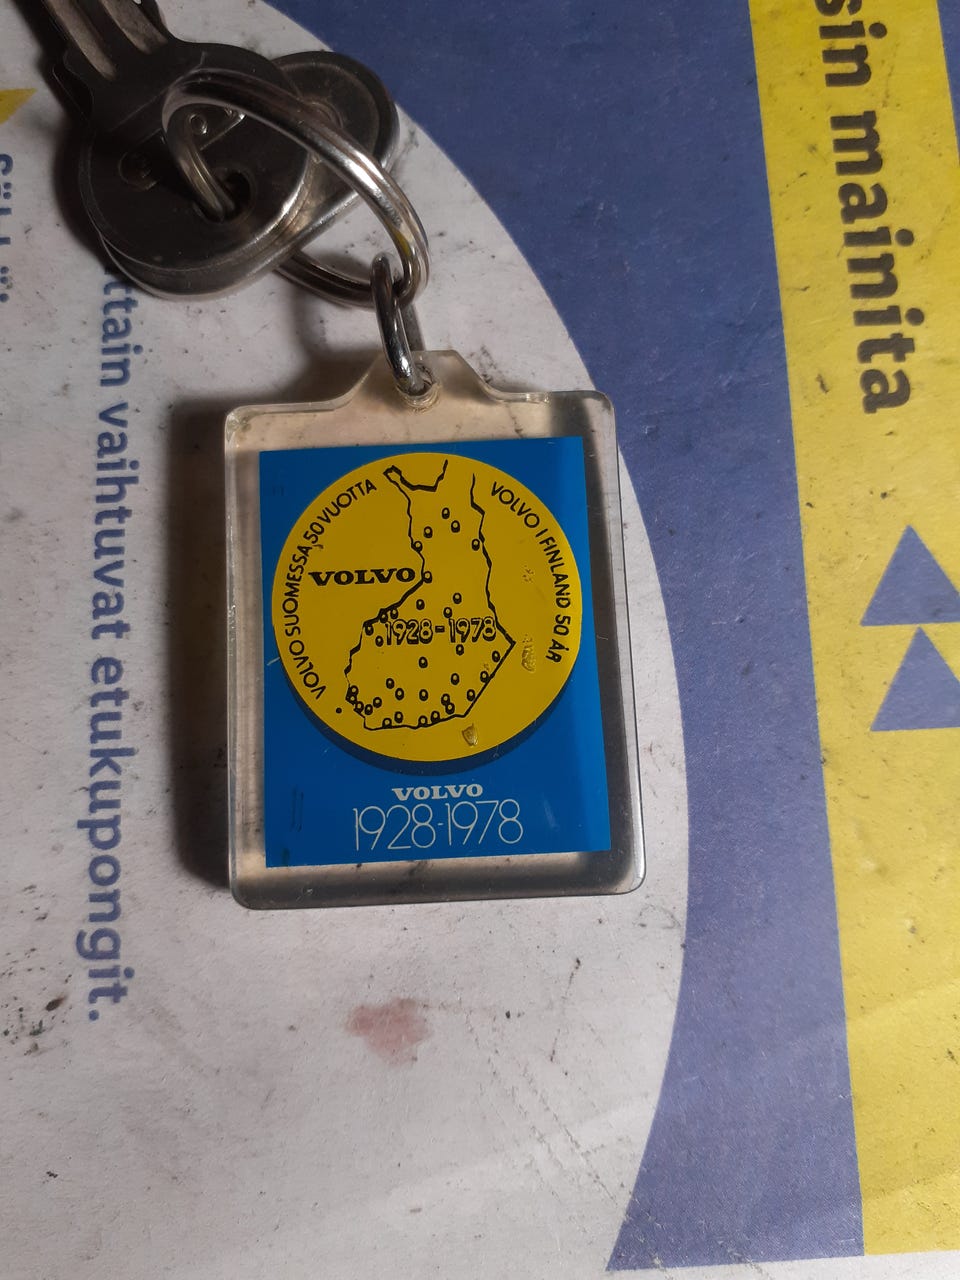 VOLVO SUOMESSA 50 VUOTTA
VOLVO I FINLAND 50 ÅR
VOLVO
1928-1978
VOLVO
1928-1978
sin mainita
ttain vaihtuvat etukupongit.